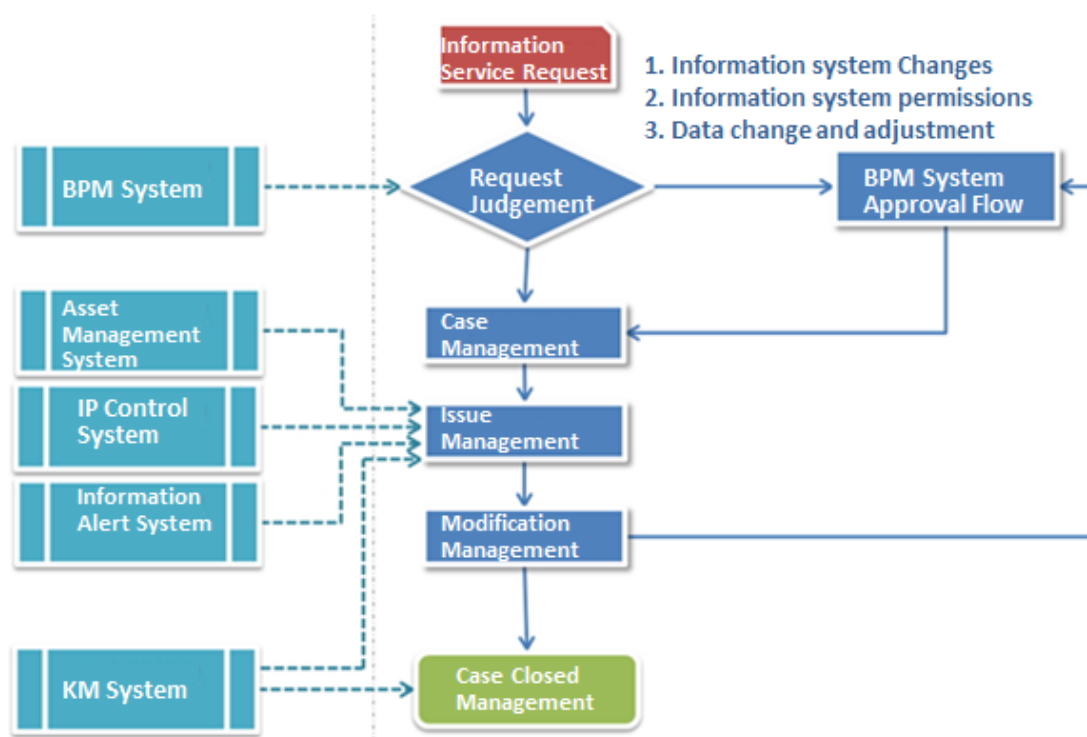 Information
Service Request
1. Information system Changes
2. Information system permissions
3. Data change and adjustment
BPM System
Request
Judgement
BPM System
Approval Flow
Asset
Management
System
Case
Management
IP Control
System
Issue
Management
Information
Alert System
Modification
Management
KM System
Case Closed
Management